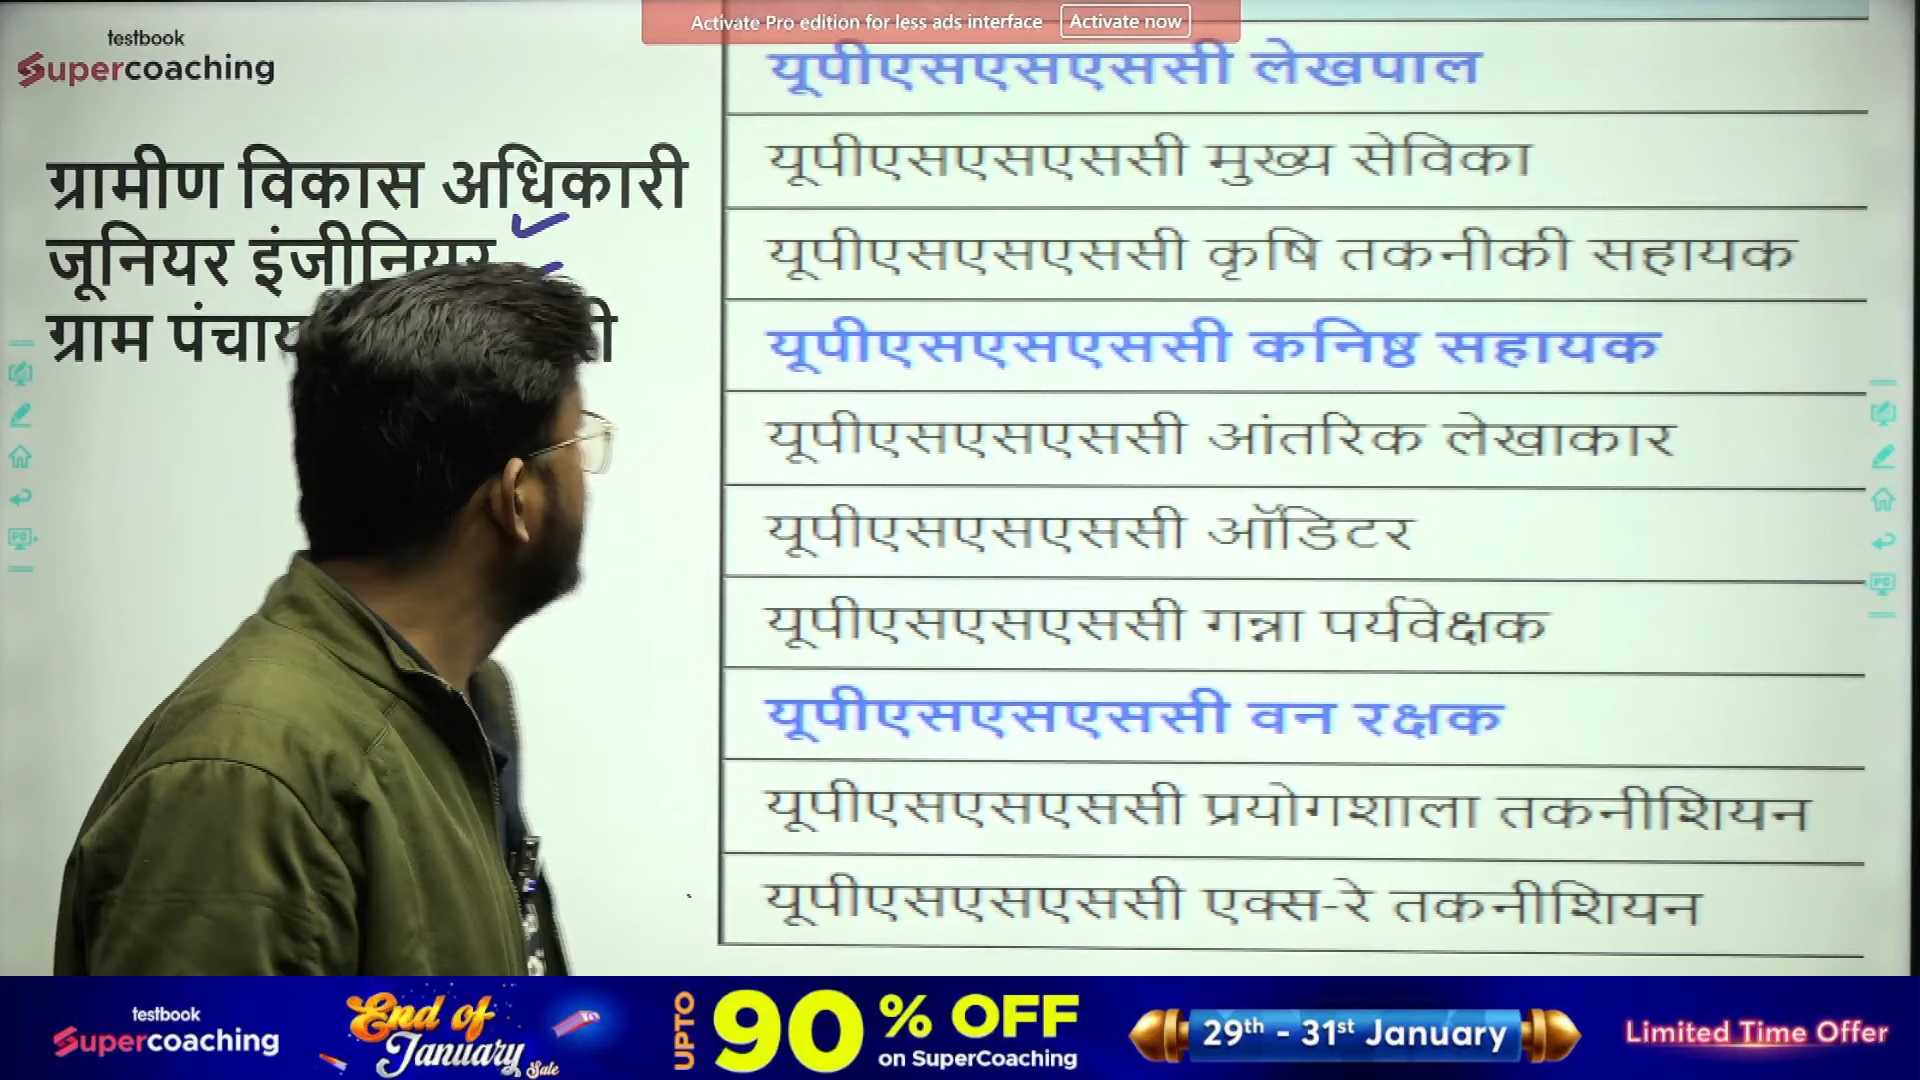 Activate Pro edition for less ads interface Activate now
testbook
Supercoaching
ग्रामीण विकास अधिकारी
जूनियर इंजीनियर
ग्राम
यूपीएसएसएससी लेखपाल
यूपीएसएसएससी मुख्य सेविका
यूपीएसएसएससी कृषि तकनीकी सहायक
यूपीएसएसएससी कनिष्ठ सहायक
यूपीएसएसएससी आंतरिक लेखाकार
यूपीएसएसएससी ऑडिटर
यूपीएसएसएससी गन्ना पर्यवेक्षक
यूपीएसएसएससी वन रक्षक
यूपीएसएसएससी प्रयोगशाला तकनीशियन
यूपीएसएसएससी एक्स-रे तकनीशियन
testbook
Supercoaching
End of
January
Sale
UPTO
90% OFF
on SuperCoaching
29th - 31st January
Limited Time Offer